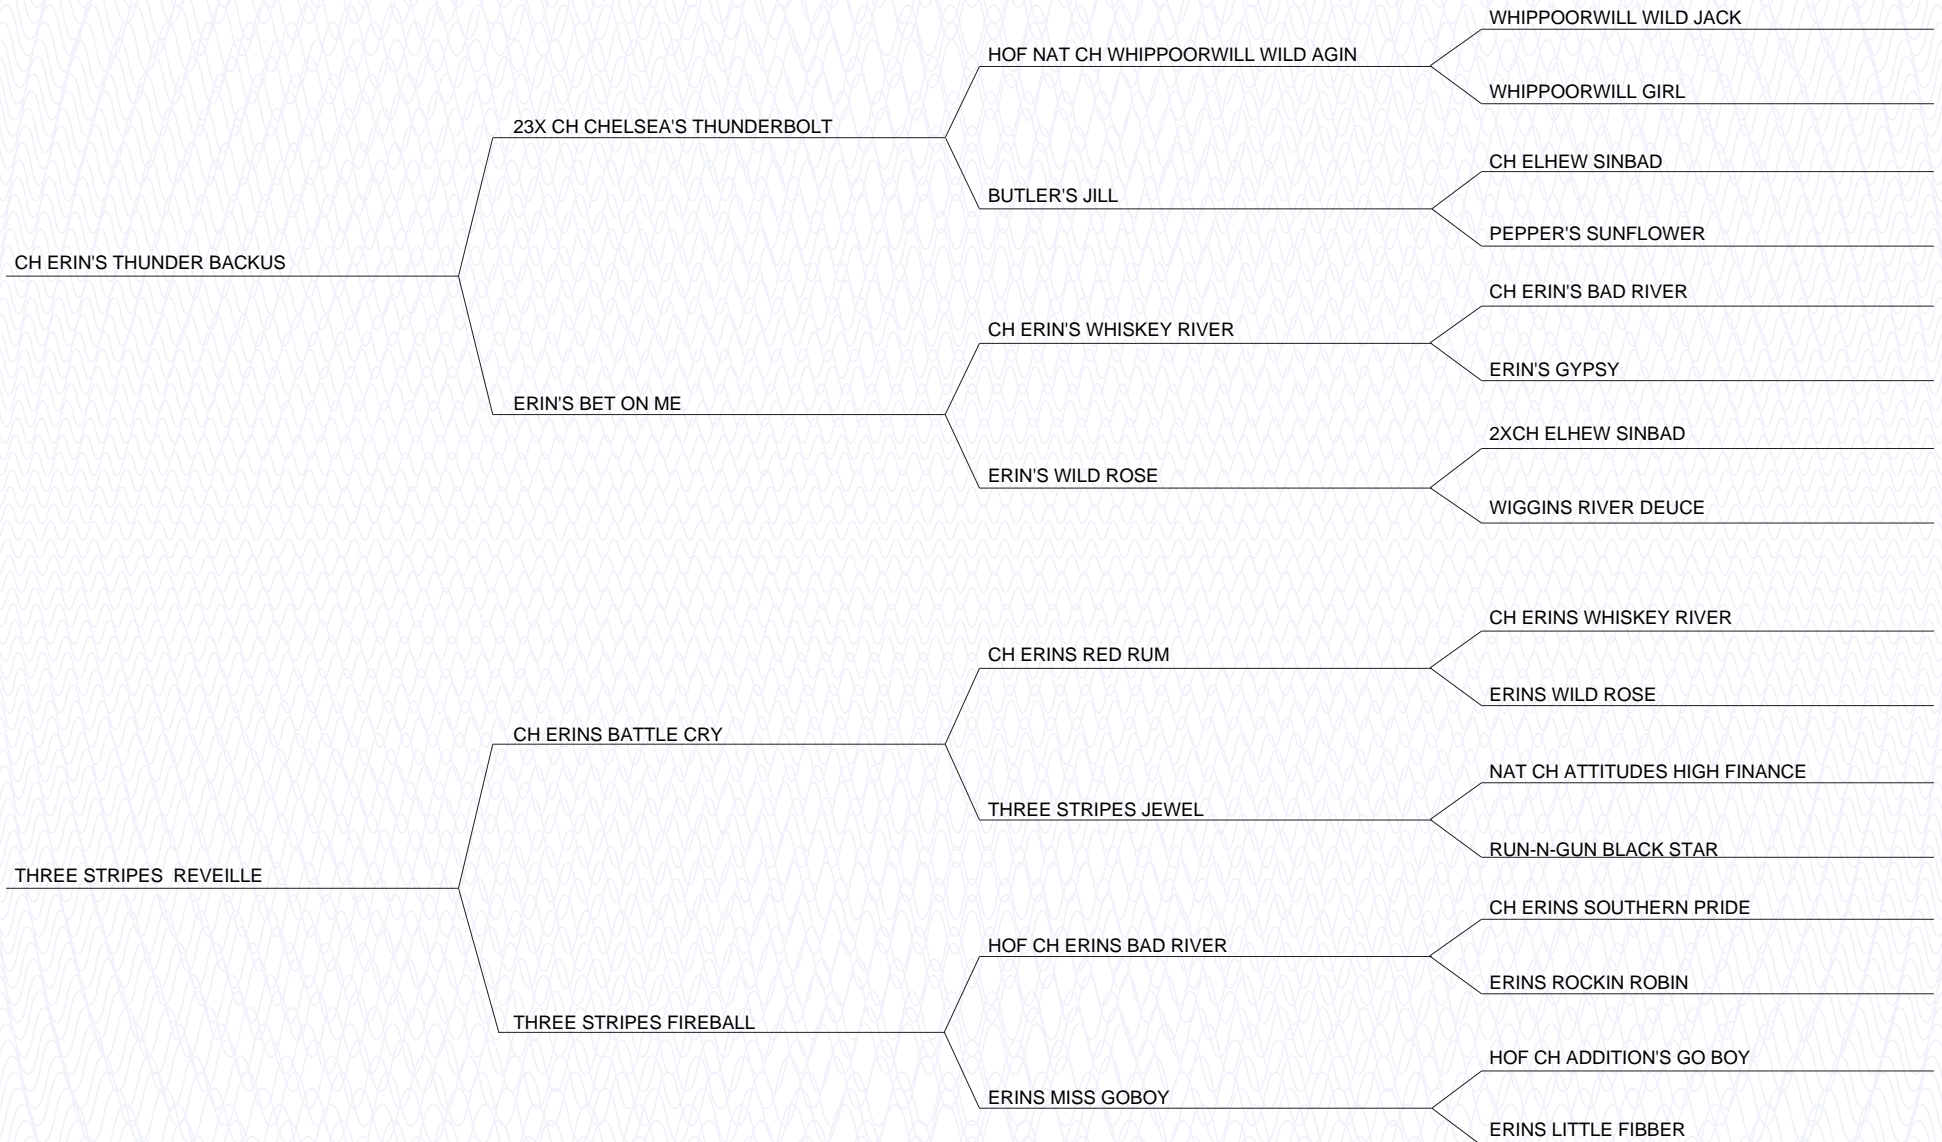 WHIPPOORWILL WILD JACK
HOF NAT CH WHIPPOORWILL WILD AGIN
WHIPPOORWILL GIRL
23X CH CHELSEA'S THUNDERBOLT
CH ELHEW SINBAD
BUTLER'S JILL
PEPPER'S SUNFLOWER
CH ERIN'S THUNDER BACKUS
CH ERIN'S BAD RIVER
CH ERIN'S WHISKEY RIVER
ERIN'S GYPSY
ERIN'S BET ON ME
2XCH ELHEW SINBAD
ERIN'S WILD ROSE
WIGGINS RIVER DEUCE
CH ERINS WHISKEY RIVER
CH ERINS RED RUM
ERINS WILD ROSE
CH ERINS BATTLE CRY
NAT CH ATTITUDES HIGH FINANCE
THREE STRIPES JEWEL
RUN-N-GUN BLACK STAR
THREE STRIPES  REVEILLE
CH ERINS SOUTHERN PRIDE
HOF CH ERINS BAD RIVER
ERINS ROCKIN ROBIN
THREE STRIPES FIREBALL
HOF CH ADDITION'S GO BOY
ERINS MISS GOBOY
ERINS LITTLE FIBBER